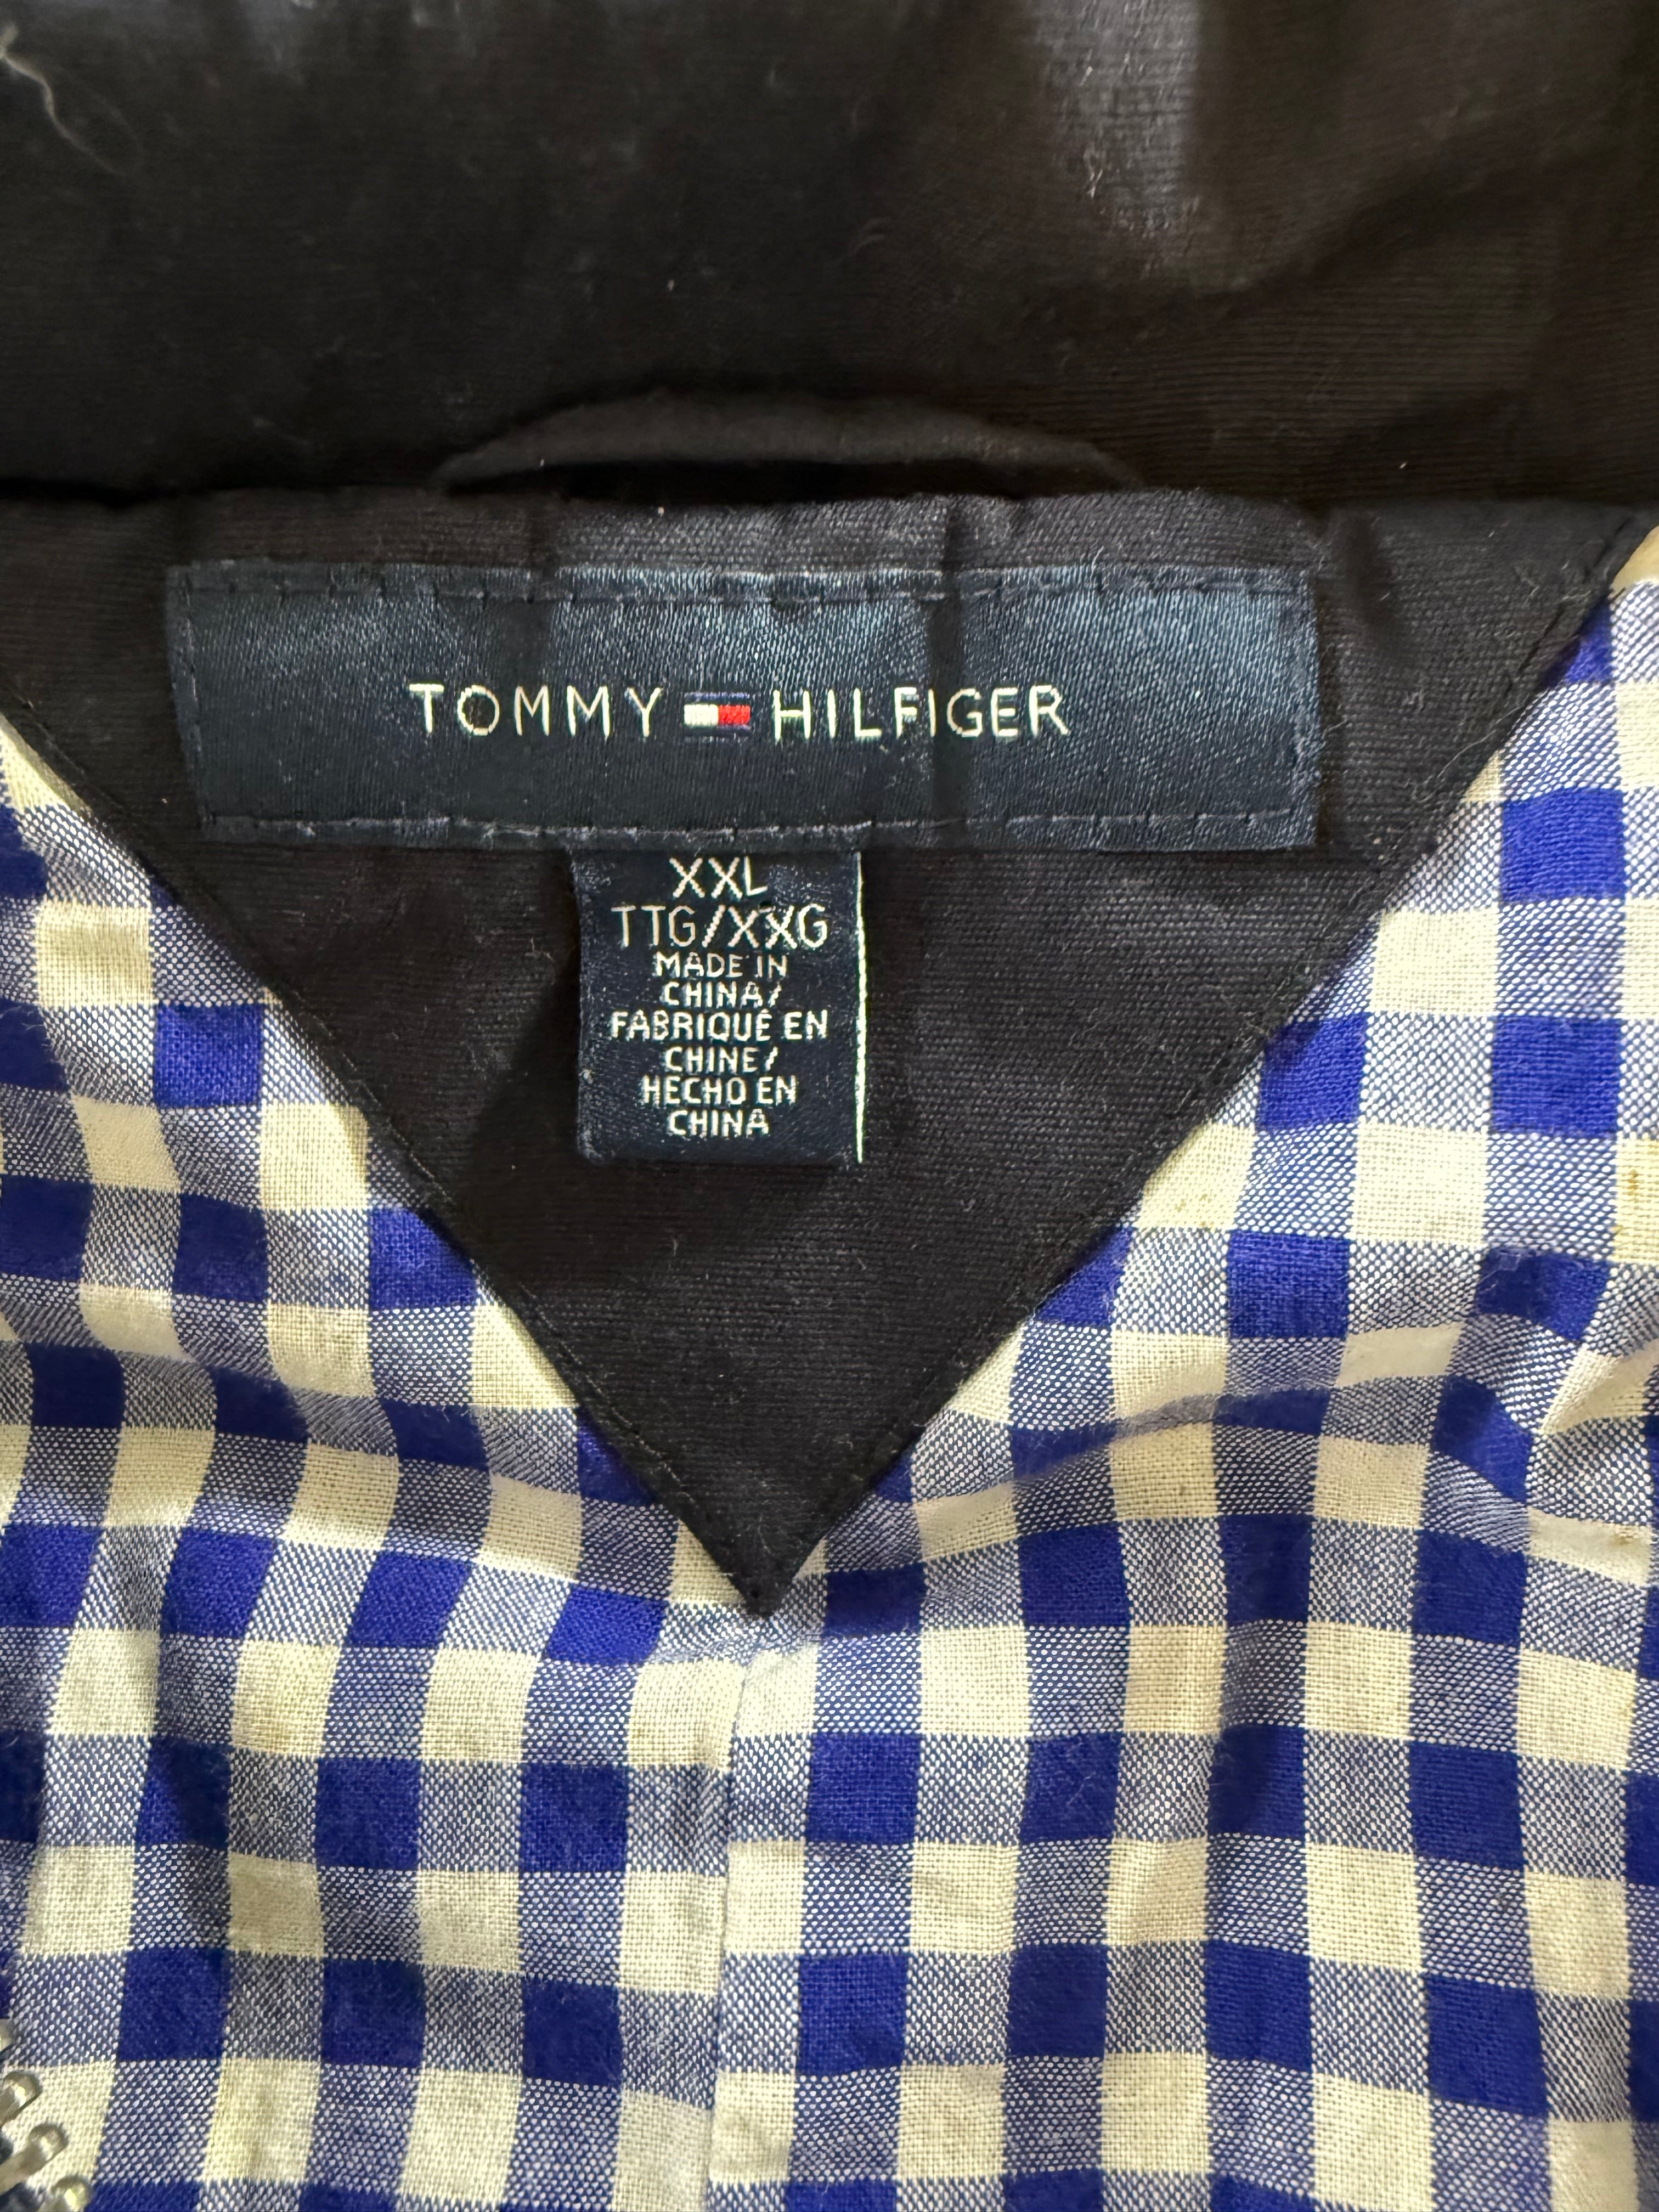 TOMMY HILFIGER
XXL
TTG/XXG
MADE IN
CHINA/
FABRIQUÉ EN
CHINE/
HECHO EN
CHINA